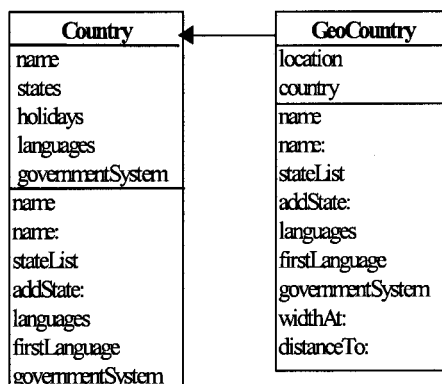 Country
name
states
holidays
languages
governmentSystem
name
name:
stateList
addState:
languages
firstLanguage
governmentSystem
GeoCountry
location
country
name
name:
stateList
addState:
languages
firstLanguage
governmentSystem
widthAt:
distanceTo: